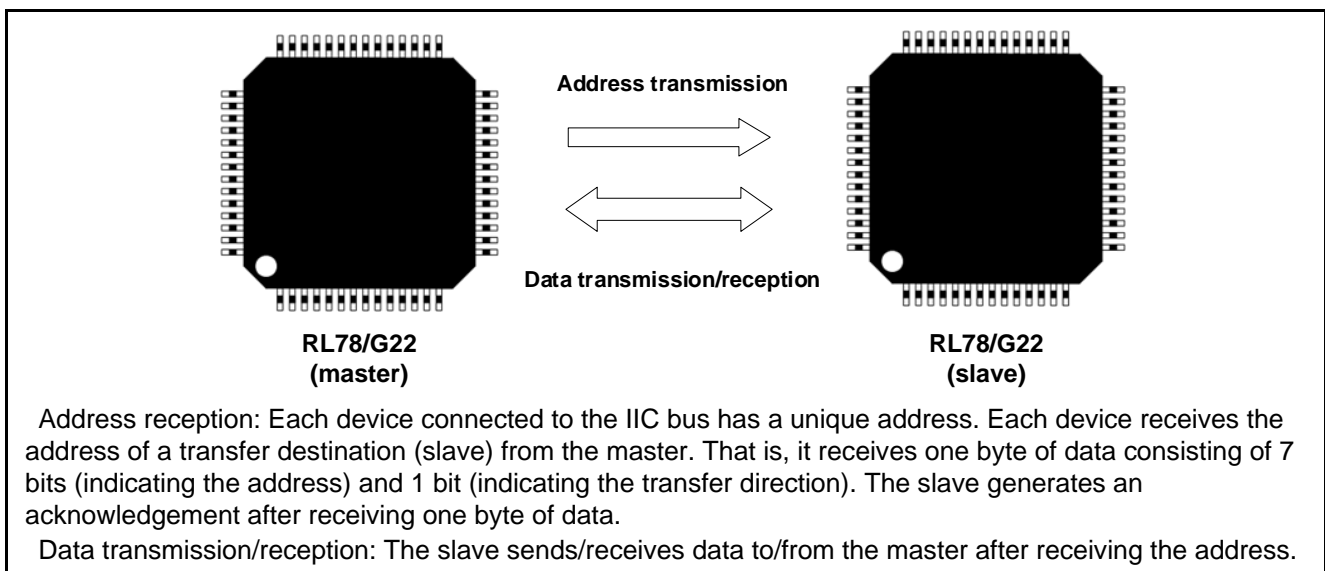 Address transmission
Data transmission/reception
RL78/G22
(master)
RL78/G22
(slave)
Address reception: Each device connected to the IIC bus has a unique address. Each device receives the
address of a transfer destination (slave) from the master. That is, it receives one byte of data consisting of 7
bits (indicating the address) and 1 bit (indicating the transfer direction). The slave generates an
acknowledgement after receiving one byte of data.
Data transmission/reception: The slave sends/receives data to/from the master after receiving the address.